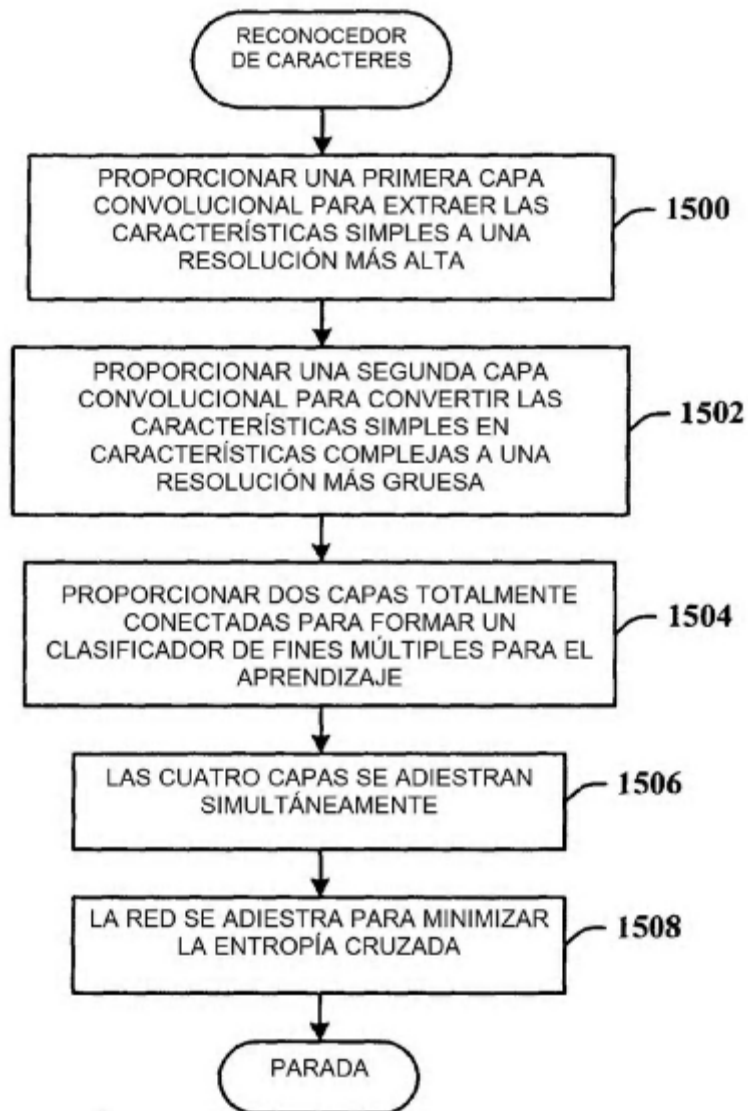 RECONOCEDOR
DE CARACTERES
PROPORCIONAR UNA PRIMERA CAPA
CONVOLUCIONAL PARA EXTRAER LAS
CARACTERÍSTICAS SIMPLES A UNA
RESOLUCIÓN MÁS ALTA
1500
PROPORCIONAR UNA SEGUNDA CAPA
CONVOLUCIONAL PARA CONVERTIR LAS
CARACTERÍSTICAS SIMPLES EN
CARACTERÍSTICAS COMPLEJAS A UNA
RESOLUCIÓN MÁS GRUESA
1502
PROPORCIONAR DOS CAPAS TOTALMENTE
CONECTADAS PARA FORMAR UN
CLASIFICADOR DE FINES MÚLTIPLES PARA EL
APRENDIZAJE
1504
LAS CUATRO CAPAS SE ADIESTRAN
SIMULTÁNEAMENTE
1506
LA RED SE ADIESTRA PARA MINIMIZAR
LA ENTROPÍA CRUZADA
1508
PARADA